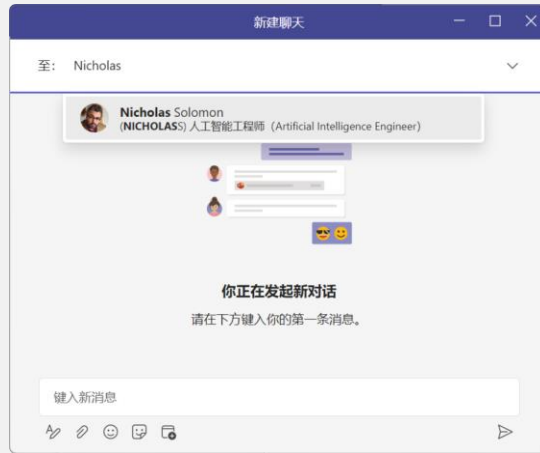 新建聊天
至: Nicholas
Nicholas Solomon
(NICHOLASS) 人工智能工程师（Artificial Intelligence Engineer）
你正在发起新对话
请在下方键入你的第一条消息。
键入新消息